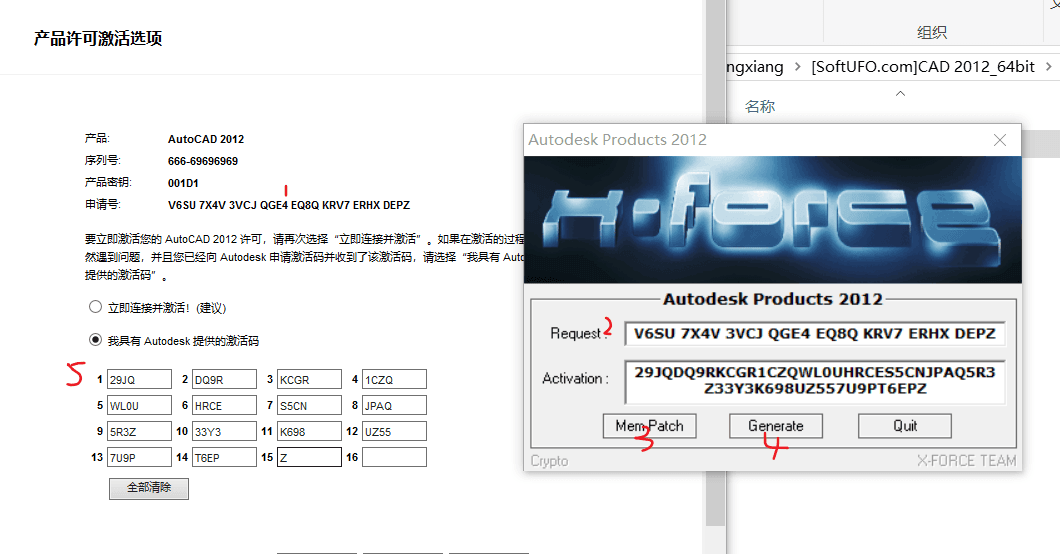 产品许可激活选项
产品: AutoCAD 2012
序列号: 666-69696969
产品密钥: 001D1
1
申请号: V6SU 7X4V 3VCJ QGE4 EQ8Q KRV7 ERHX DEPZ
要立即激活您的 AutoCAD 2012 许可，请再次选择“立即连接并激活”。如果在激活的过程
然遇到问题，并且您已经向 Autodesk 申请激活码并收到了该激活码，请选择“我具有 Auto
提供的激活码”。
立即连接并激活！(建议)
我具有 Autodesk 提供的激活码
5
1 29JQ 2 DQ9R 3 KCGR 4 1CZQ
5 WL0U 6 HRCE 7 S5CN 8 JPAQ
9 5R3Z 10 33Y3 11 K698 12 UZ55
13 7U9P 14 T6EP 15 Z 16
全部清除
组织
ngxiang > [SoftUFO.com]CAD 2012_64bit >
名称
Autodesk Products 2012
X-FORCE
Autodesk Products 2012
Request : 2 V6SU 7X4V 3VCJ QGE4 EQ8Q KRV7 ERHX DEPZ
Activation : 29JQDQ9RKCGR1CZQWL0UHRCES5CNJPAQ5R3
Z33Y3K698UZ557U9PT6EPZ
Mem Patch Generate Quit
3 4
Crypto X-FORCE TEAM